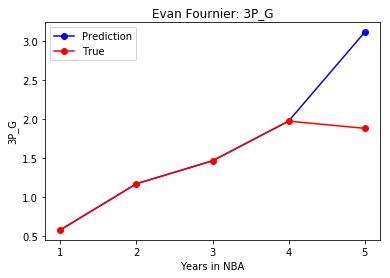 Evan Fournier: 3P_G
Prediction
True
3P_G
3.0
2.5
2.0
1.5
1.0
0.5
1 2 3 4 5
Years in NBA